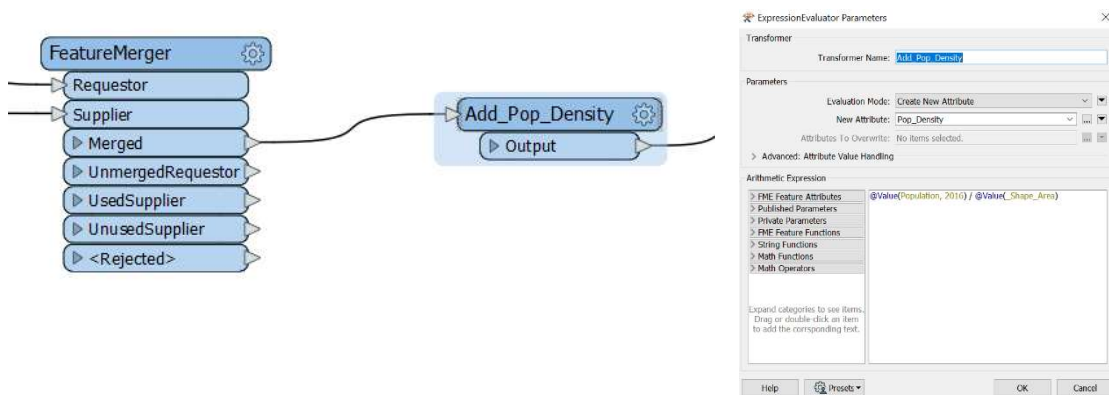 FeatureMerger
Requestor
Supplier
Merged
UnmergedRequestor
UsedSupplier
UnusedSupplier
<Rejected>
Add_Pop_Density
Output
ExpressionEvaluator Parameters
Transformer
Transformer Name: Add_Pop_Density
Parameters
Evaluation Mode: Create New Attribute
New Attribute: Pop_Density
Attributes To Overwrite: No items selected.
> Advanced: Attribute Value Handling
Arithmetic Expression
> FME Feature Attributes
> Published Parameters
> Private Parameters
> FME Feature Functions
> String Functions
> Math Functions
> Math Operators
@Value(Population, 2016) / @Value(_Shape_Area)
Expand categories to see items.
Drag or double-click an item
to add the corrsponding text.
Help
Presets
OK
Cancel